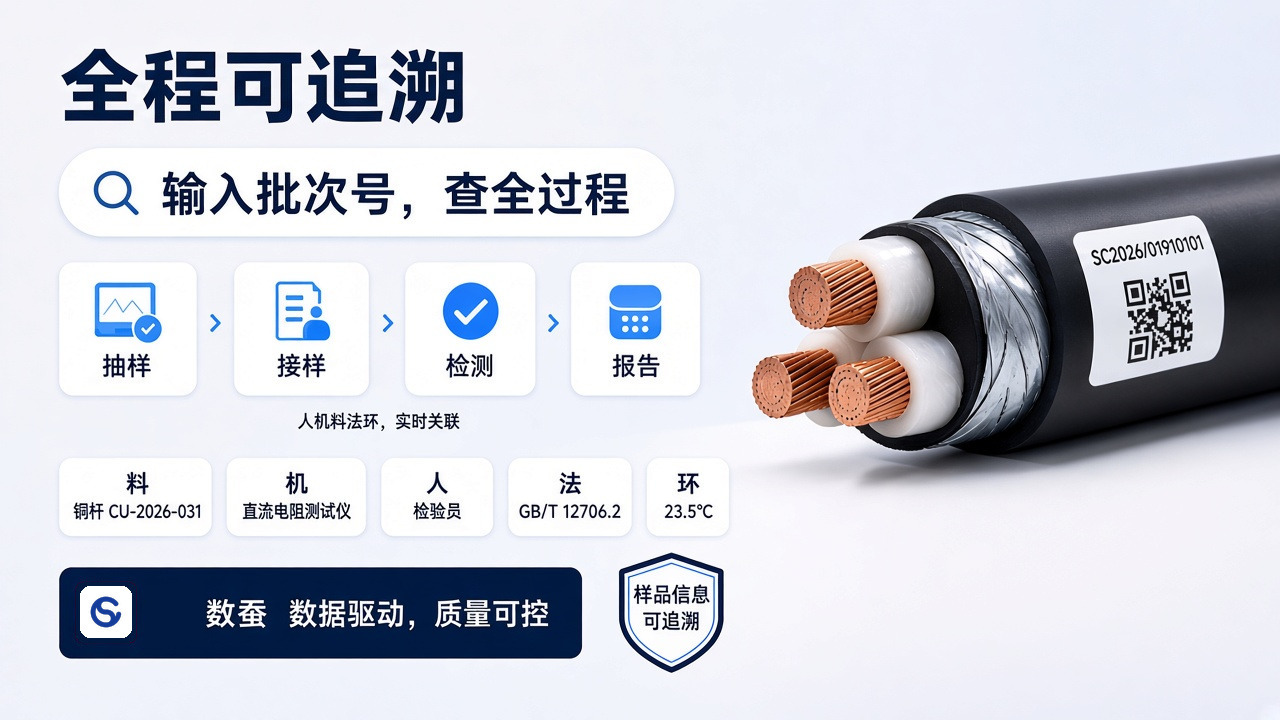 全程可追溯
输入批次号，查全过程
抽样
接样
检测
报告
人机料法环，实时关联
料
铜杆 CU-2026-031
机
直流电阻测试仪
人
检验员
法
GB/T 12706.2
环
23.5℃
数蚕 数据驱动，质量可控
样品信息
可追溯
SC2026/01910101